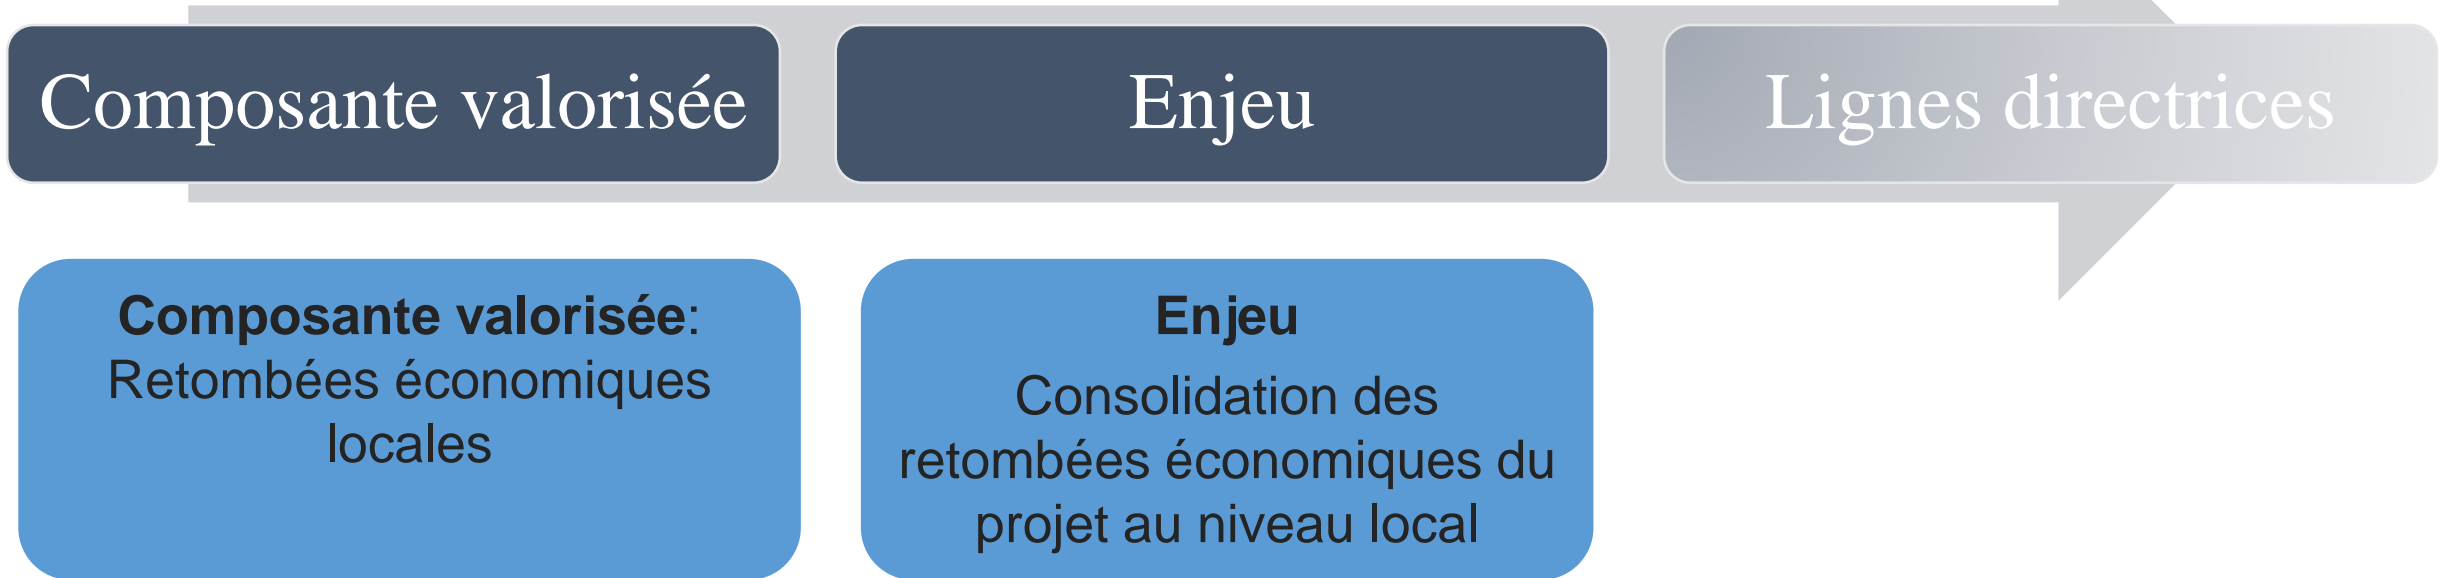 Composante valorisée
Enjeu
Lignes directrices
Composante valorisée:
Retombées économiques
locales
Enjeu
Consolidation des
retombées économiques du
projet au niveau local